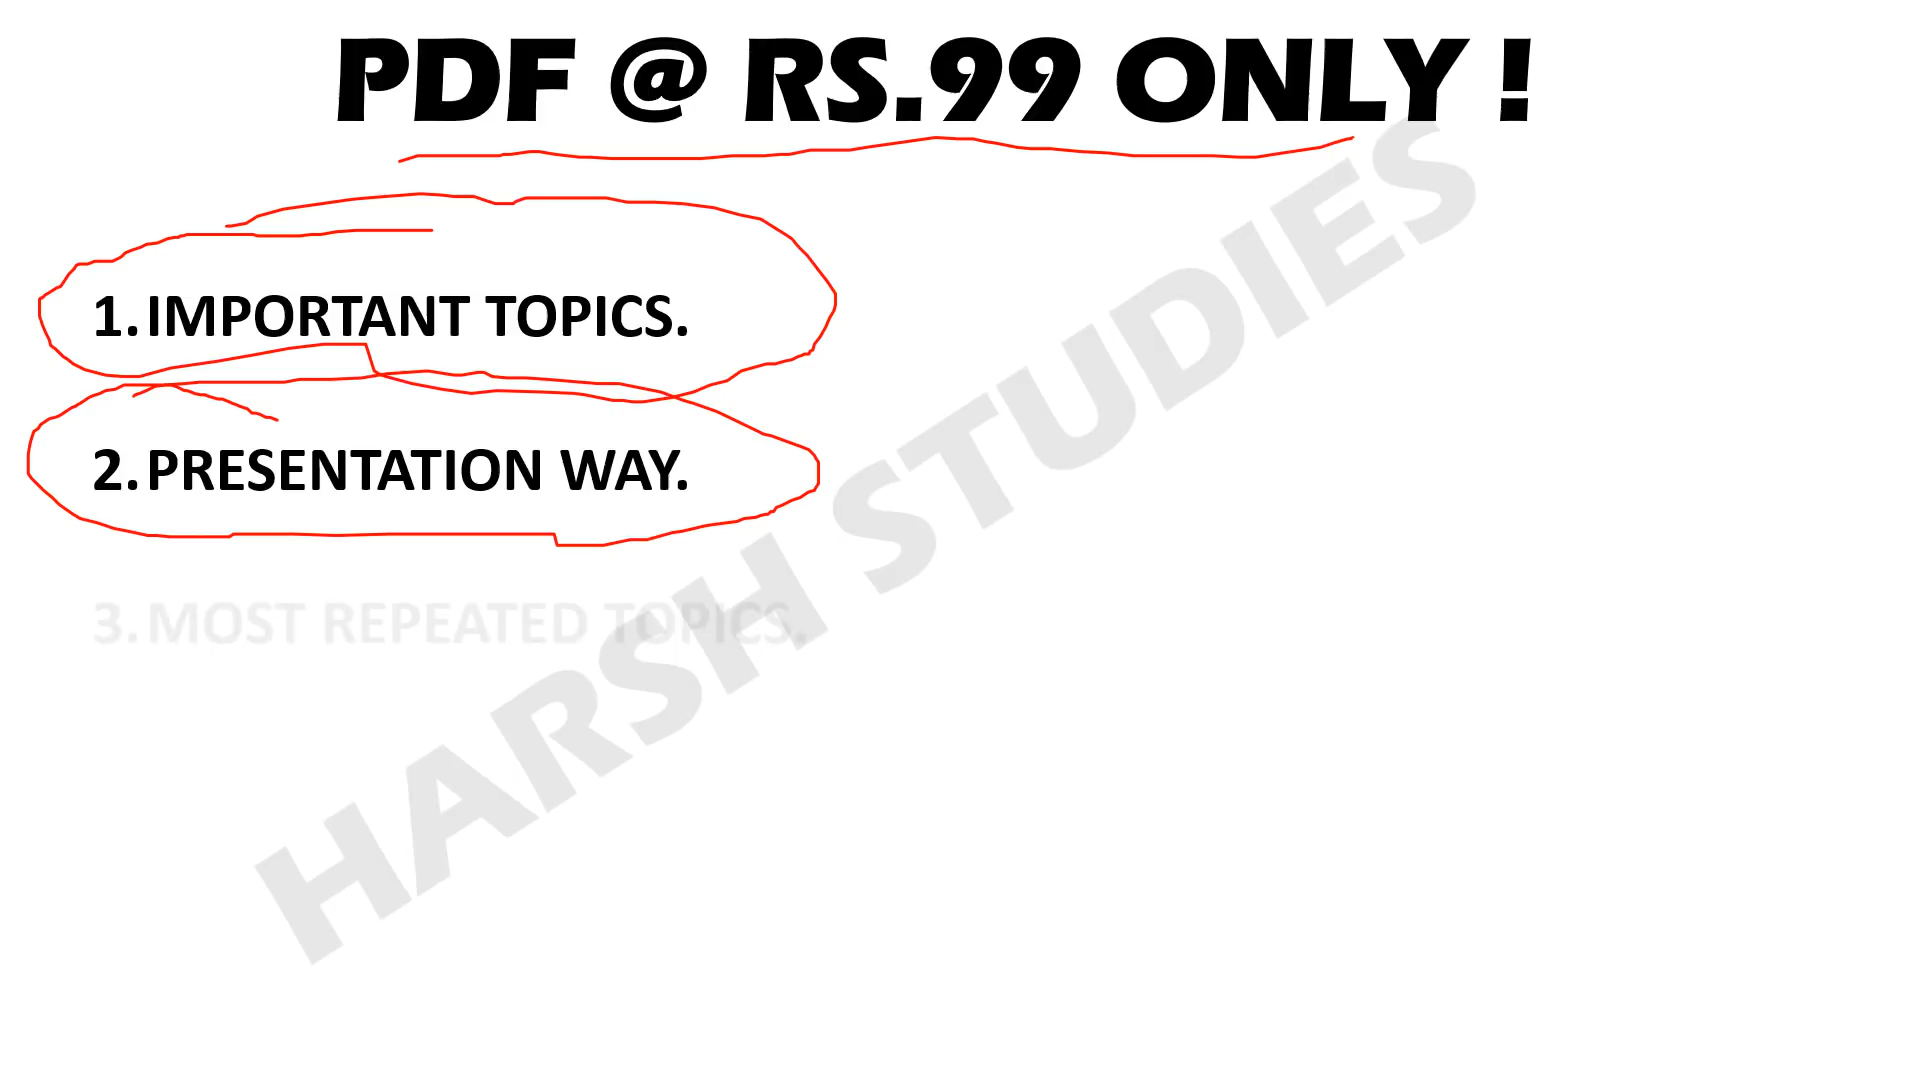 PDF @ RS.99 ONLY !
1. IMPORTANT TOPICS.
2. PRESENTATION WAY.
3. MOST REPEATED TOPICS.
HARSH STUDIES